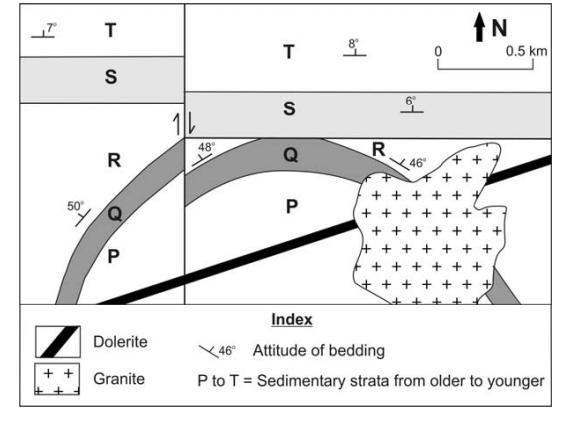 7°
T
T
8°
N
0 0.5 km
S
S
6°
R
48°
Q
R
46°
50°
Q
P
P
Index
Dolerite
46° Attitude of bedding
Granite
P to T = Sedimentary strata from older to younger